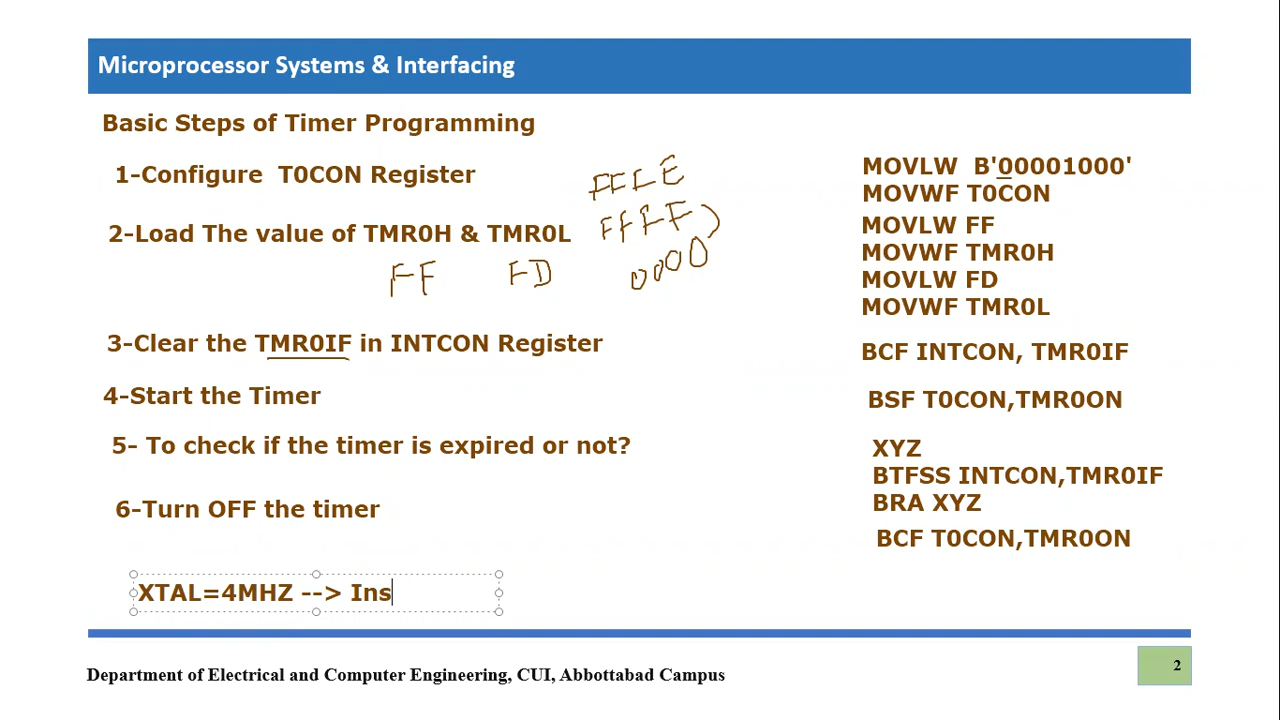 Microprocessor Systems & Interfacing
Basic Steps of Timer Programming
1-Configure T0CON Register
2-Load The value of TMR0H & TMR0L
FF FD
FFFE
FFFF
0000
3-Clear the TMR0IF in INTCON Register
4-Start the Timer
5- To check if the timer is expired or not?
6-Turn OFF the timer
XTAL=4MHZ --> Ins
MOVLW B'00001000'
MOVWF T0CON
MOVLW FF
MOVWF TMR0H
MOVLW FD
MOVWF TMR0L
BCF INTCON, TMR0IF
BSF T0CON,TMR0ON
XYZ
BTFSS INTCON,TMR0IF
BRA XYZ
BCF T0CON,TMR0ON
Department of Electrical and Computer Engineering, CUI, Abbottabad Campus
2